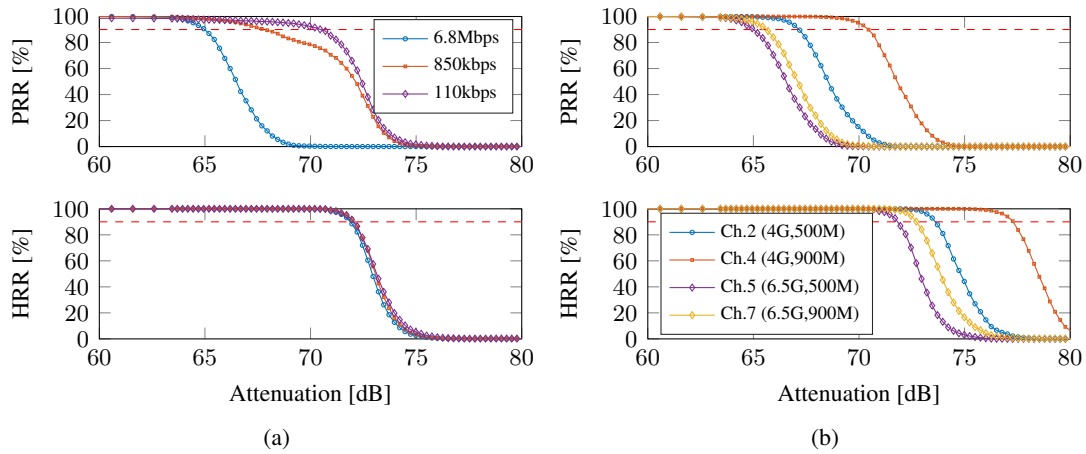 PRR [%]
100
80
60
40
20
0
60 65 70 75 80
6.8Mbps
850kbps
110kbps
HRR [%]
100
80
60
40
20
0
60 65 70 75 80
Attenuation [dB]
(a)
PRR [%]
100
80
60
40
20
0
60 65 70 75 80
HRR [%]
100
80
60
40
20
0
60 65 70 75 80
Ch.2 (4G,500M)
Ch.4 (4G,900M)
Ch.5 (6.5G,500M)
Ch.7 (6.5G,900M)
Attenuation [dB]
(b)